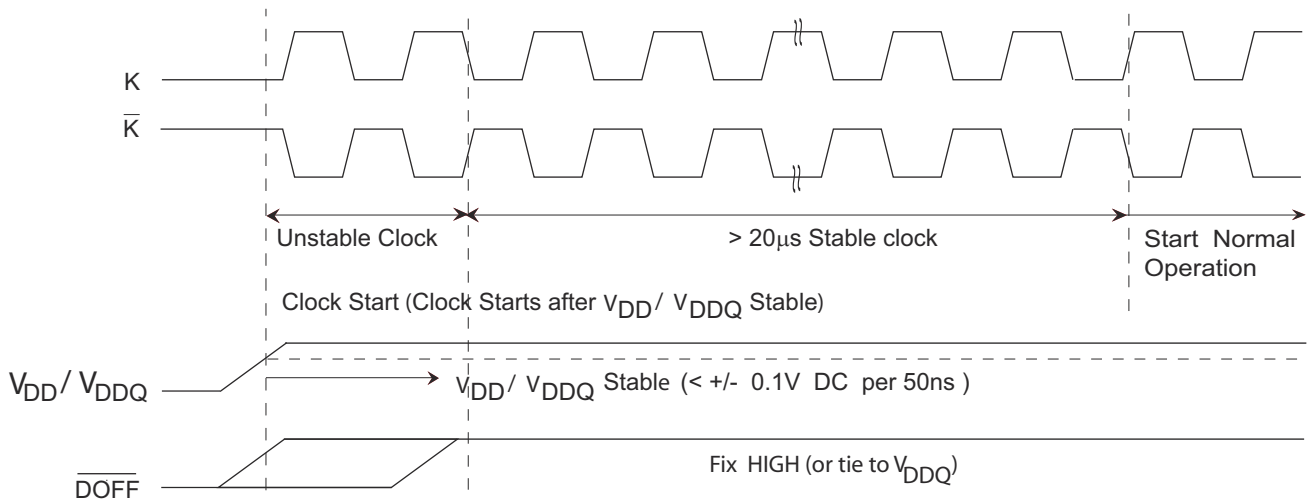 K
K̅
Unstable Clock
> 20μs Stable clock
Start Normal
Operation
Clock Start (Clock Starts after VDD / VDDQ Stable)
VDD / VDDQ
VDD / VDDQ Stable (< +/- 0.1V DC per 50ns )
Fix HIGH (or tie to VDDQ)
D̅O̅F̅F̅